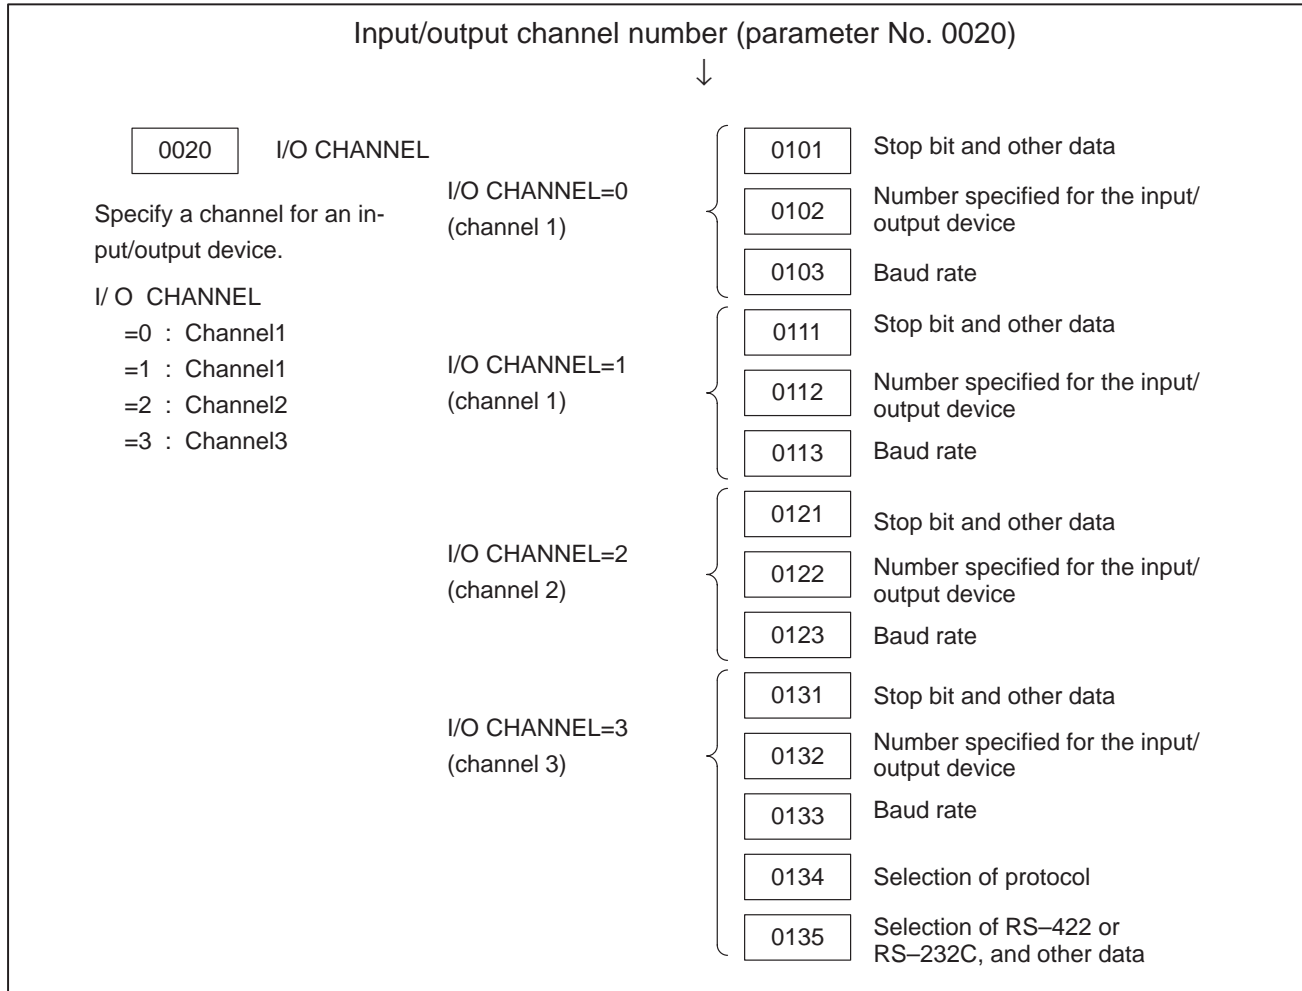 Input/output channel number (parameter No. 0020)
↓
0020 I/O CHANNEL
Specify a channel for an in-
put/output device.
I/ O CHANNEL
=0 : Channel1
=1 : Channel1
=2 : Channel2
=3 : Channel3
I/O CHANNEL=0
(channel 1)
0101 Stop bit and other data
0102 Number specified for the input/
output device
0103 Baud rate
I/O CHANNEL=1
(channel 1)
0111 Stop bit and other data
0112 Number specified for the input/
output device
0113 Baud rate
I/O CHANNEL=2
(channel 2)
0121 Stop bit and other data
0122 Number specified for the input/
output device
0123 Baud rate
I/O CHANNEL=3
(channel 3)
0131 Stop bit and other data
0132 Number specified for the input/
output device
0133 Baud rate
0134 Selection of protocol
0135 Selection of RS–422 or
RS–232C, and other data